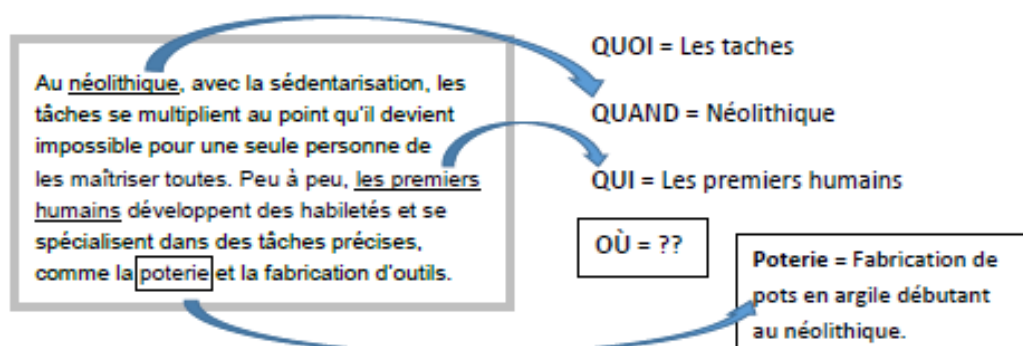 Au néolithique, avec la sédentarisation, les
tâches se multiplient au point qu'il devient
impossible pour une seule personne de
les maîtriser toutes. Peu à peu, les premiers
humains développent des habiletés et se
spécialisent dans des tâches précises,
comme la poterie et la fabrication d'outils.
QUOI = Les taches
QUAND = Néolithique
QUI = Les premiers humains
OÙ = ??
Poterie = Fabrication de
pots en argile débutant
au néolithique.